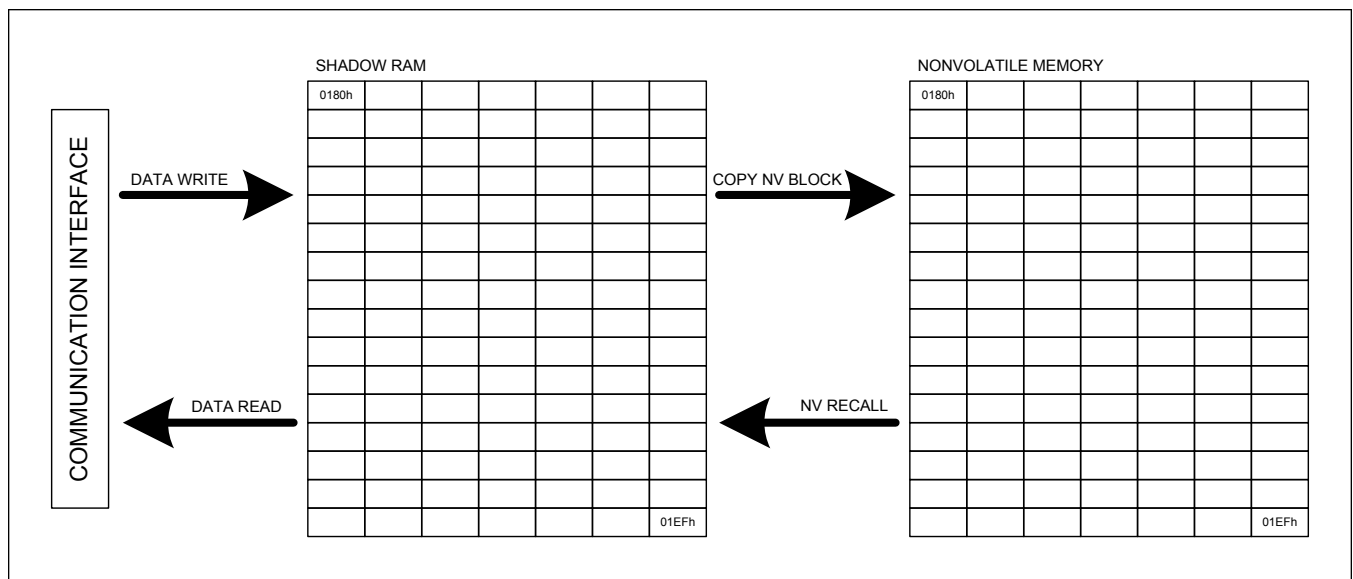 SHADOW RAM
NONVOLATILE MEMORY
0180h
0180h
COMMUNICATION INTERFACE
DATA WRITE
COPY NV BLOCK
DATA READ
NV RECALL
01EFh
01EFh